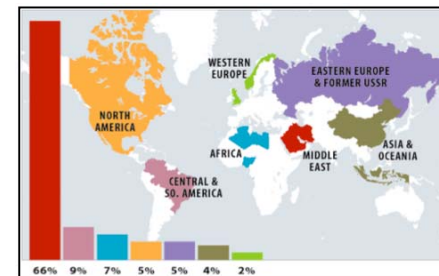 WESTERN
EUROPE
EASTERN EUROPE
& FORMER USSR
NORTH
AMERICA
AFRICA
MIDDLE
EAST
ASIA &
OCEANIA
CENTRAL &
SO. AMERICA
66% 9% 7% 5% 5% 4% 2%